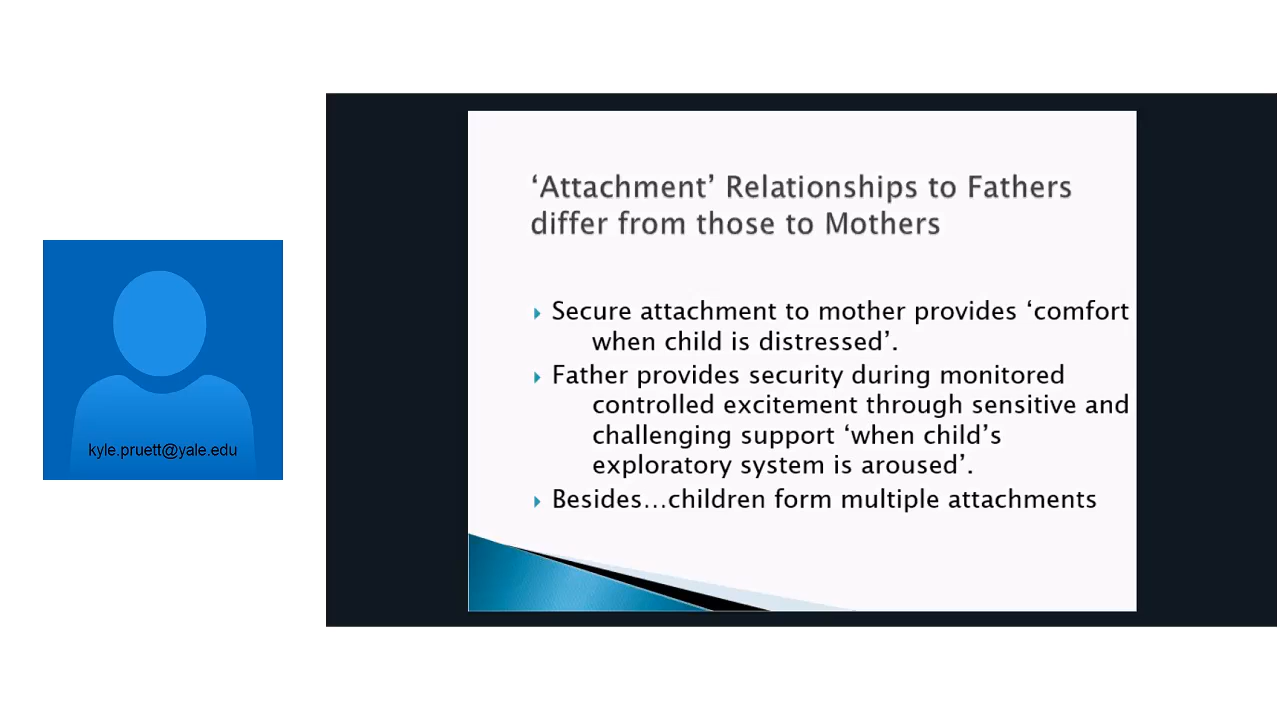 kyle.pruett@yale.edu
‘Attachment’ Relationships to Fathers
differ from those to Mothers
Secure attachment to mother provides ‘comfort
when child is distressed’.
Father provides security during monitored
controlled excitement through sensitive and
challenging support ‘when child’s
exploratory system is aroused’.
Besides…children form multiple attachments